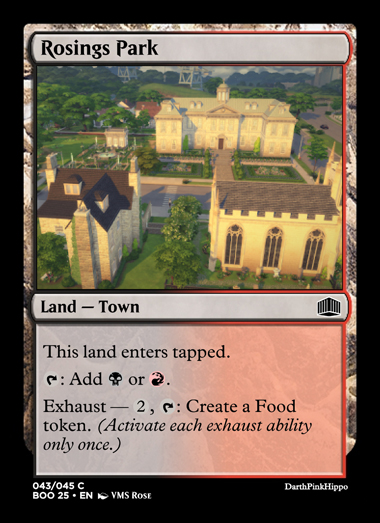 Rosings Park
Land — Town
This land enters tapped.
: Add or .
Exhaust — 2 , : Create a Food
token. (Activate each exhaust ability
only once.)
043/045 C
BOO 25 • EN VMS Rose
DarthPinkHippo